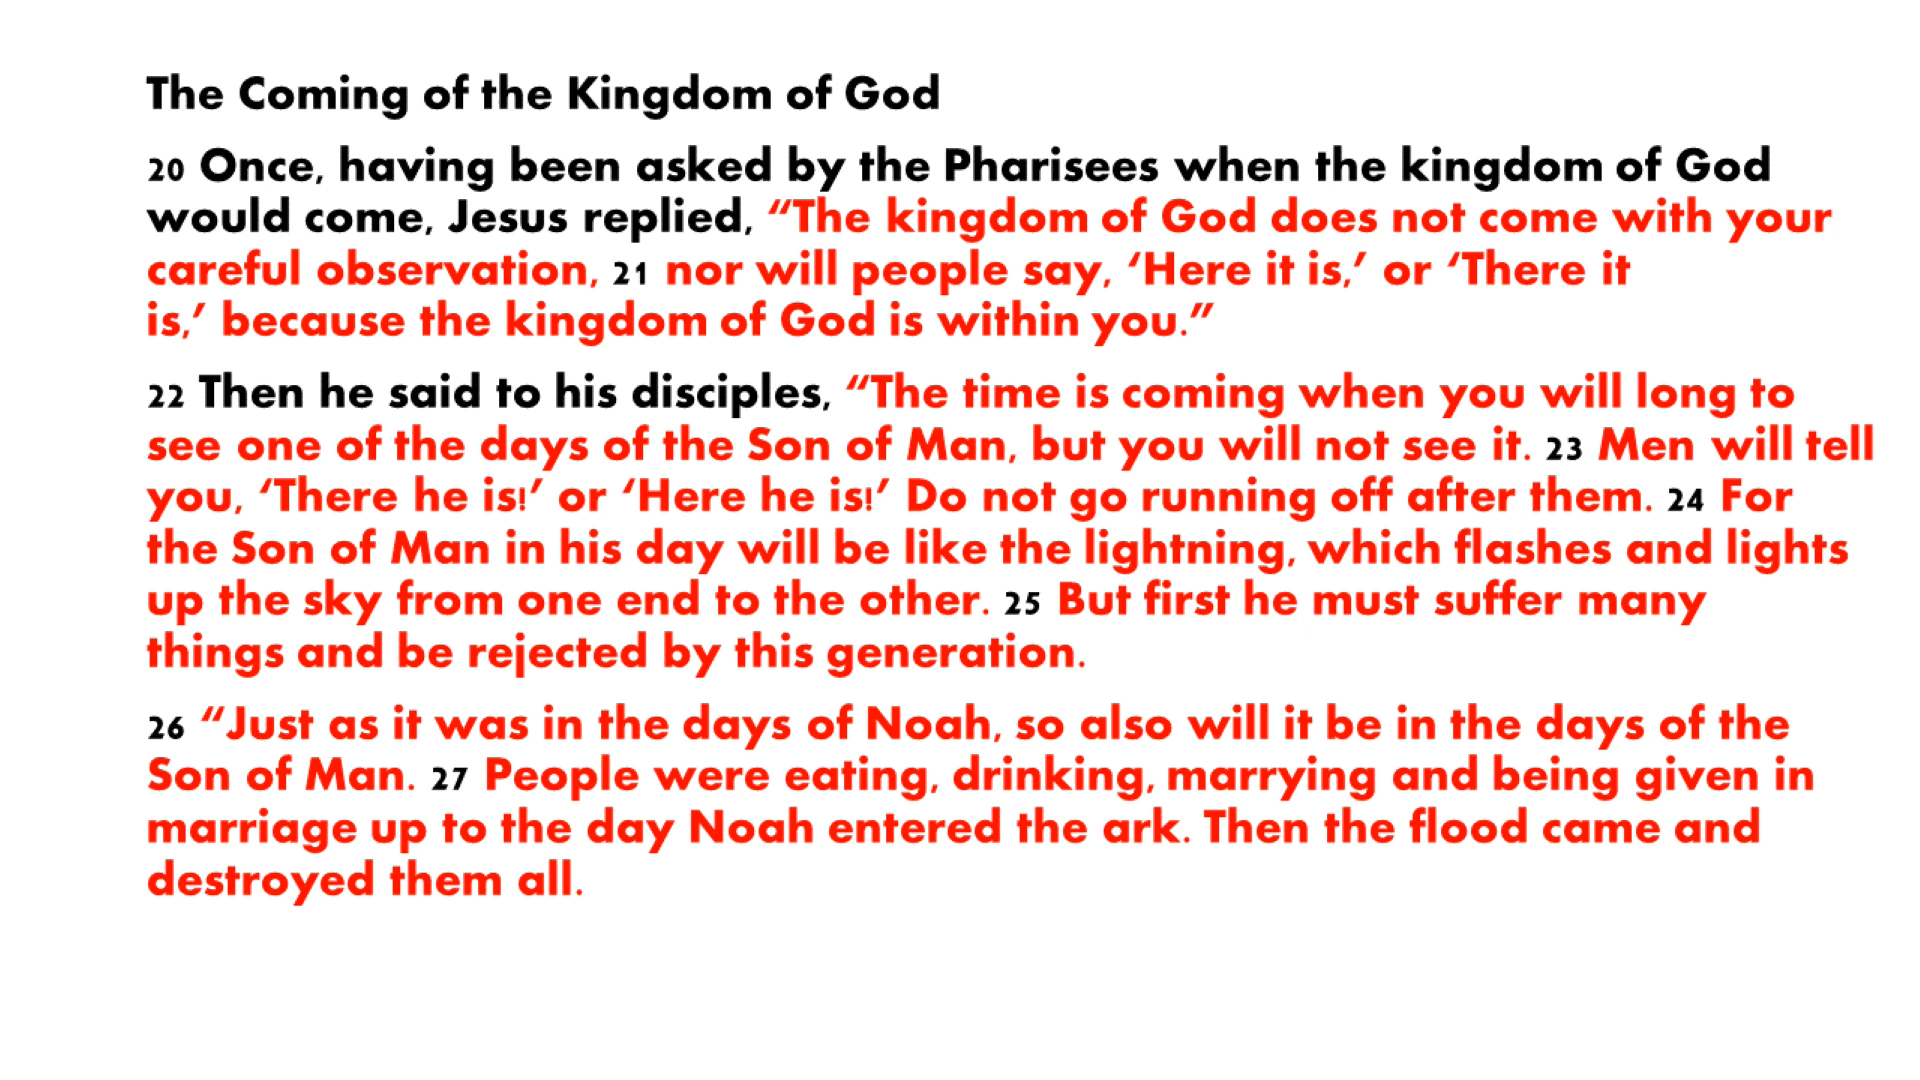 The Coming of the Kingdom of God
20 Once, having been asked by the Pharisees when the kingdom of God
would come, Jesus replied, “The kingdom of God does not come with your
careful observation, 21 nor will people say, ‘Here it is,’ or ‘There it
is,’ because the kingdom of God is within you.”
22 Then he said to his disciples, “The time is coming when you will long to
see one of the days of the Son of Man, but you will not see it. 23 Men will tell
you, ‘There he is!’ or ‘Here he is!’ Do not go running off after them. 24 For
the Son of Man in his day will be like the lightning, which flashes and lights
up the sky from one end to the other. 25 But first he must suffer many
things and be rejected by this generation.
26 “Just as it was in the days of Noah, so also will it be in the days of the
Son of Man. 27 People were eating, drinking, marrying and being given in
marriage up to the day Noah entered the ark. Then the flood came and
destroyed them all.